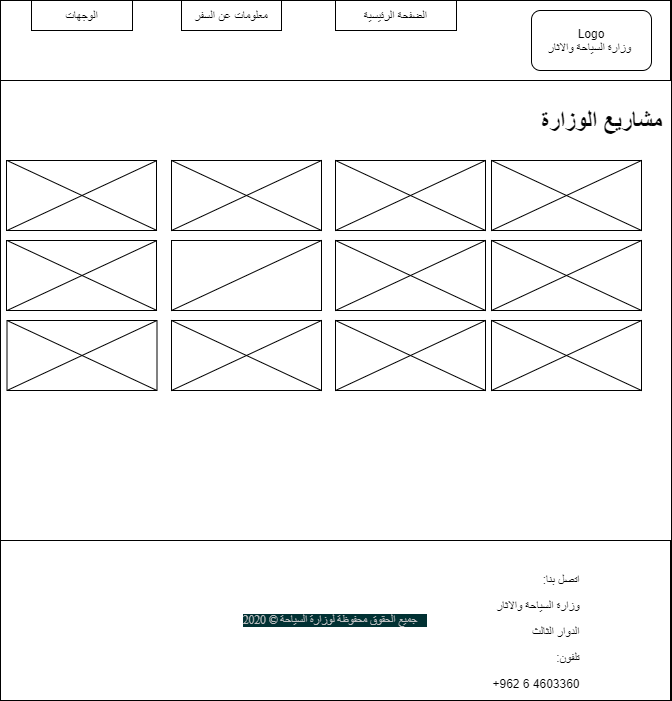 Logo
وزارة السياحة والاثار
الصفحة الرئيسية
معلومات عن السفر
الوجهات
مشاريع الوزارة
اتصل بنا:
وزارة السياحة والاثار
الدوار الثالث
تلفون:
+962 6 4603360
جميع الحقوق محفوظة لوزارة السياحة © 2020